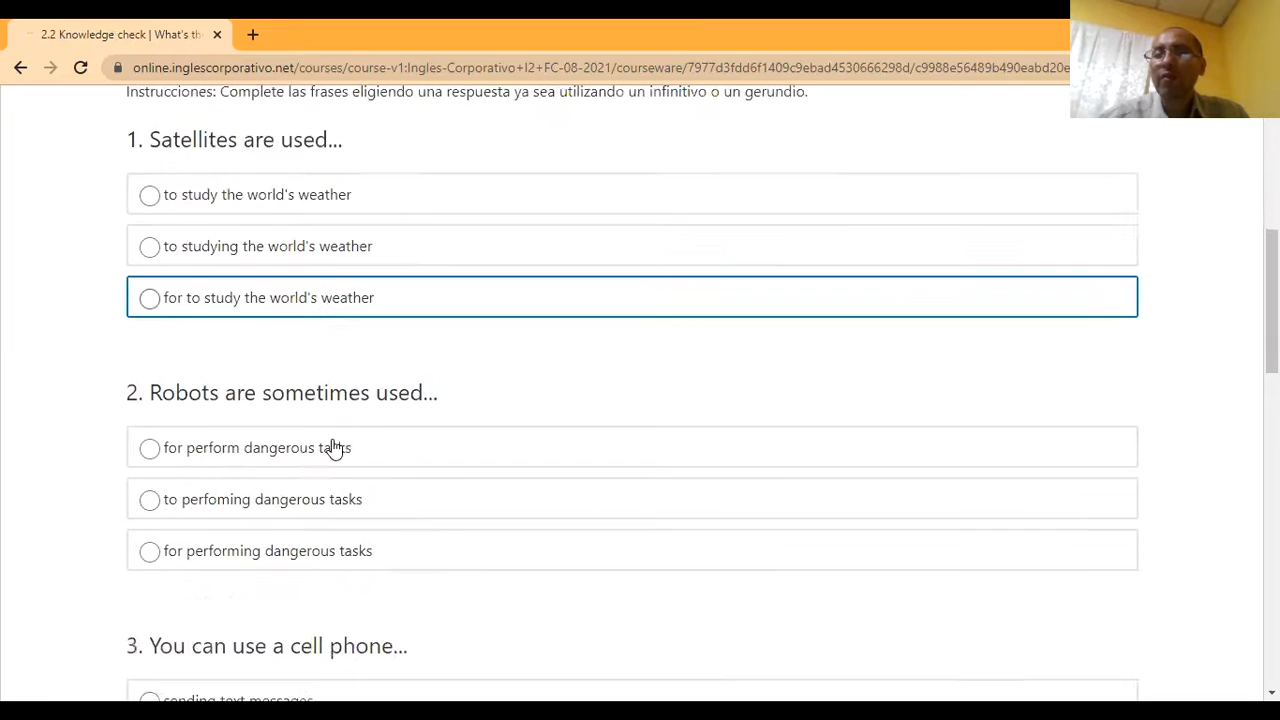 2.2 Knowledge check | What's th
online.inglescorporativo.net/courses/course-v1:Ingles-Corporativo+I2+FC-08-2021/courseware/7977d3fdd6f1409c9ebad4530666298d/c9988e56489b490eabd20e
Instrucciones: Complete las frases eligiendo una respuesta ya sea utilizando un infinitivo o un gerundio.
1. Satellites are used...
to study the world's weather
to studying the world's weather
for to study the world's weather
2. Robots are sometimes used...
for perform dangerous tasks
to perfoming dangerous tasks
for performing dangerous tasks
3. You can use a cell phone...
sending text messages